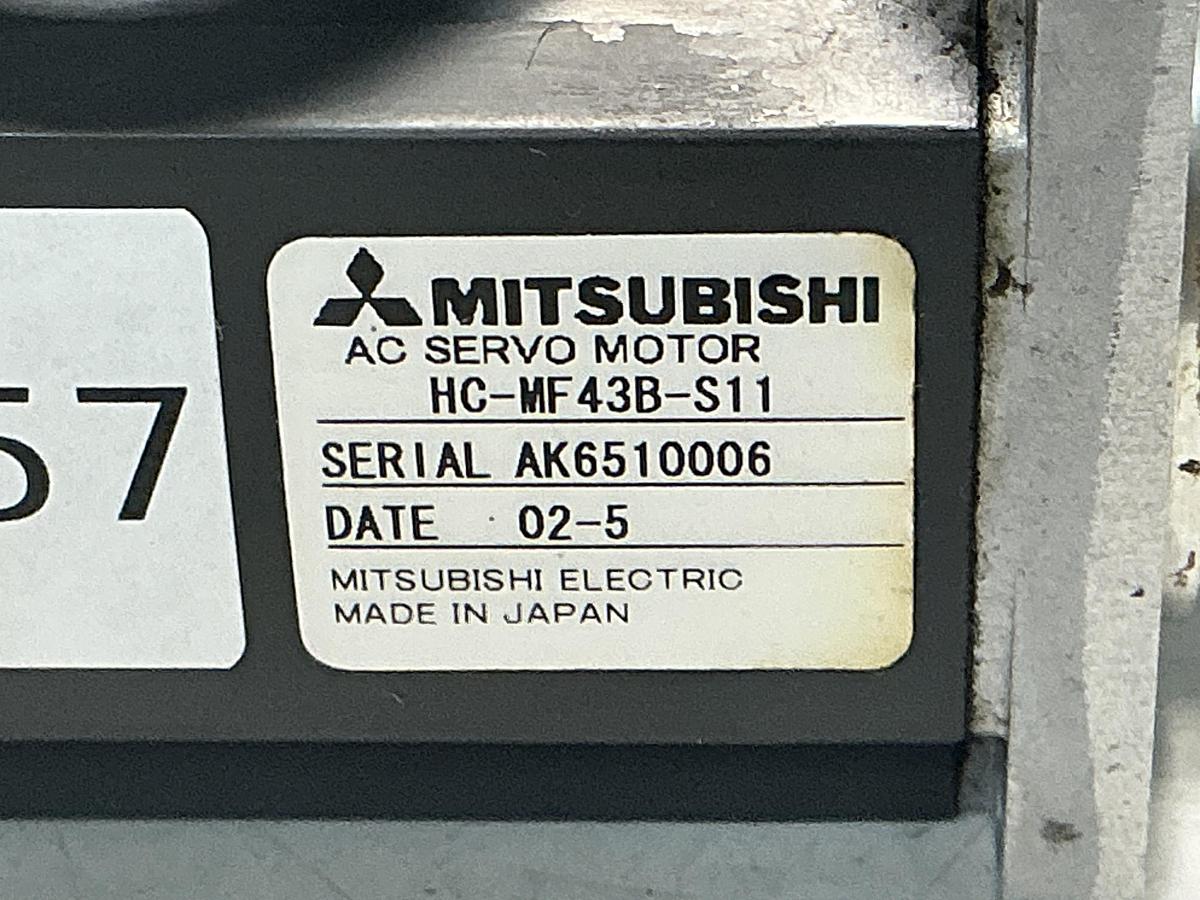 57
MITSUBISHI
AC SERVO MOTOR
HC-MF43B-S11
SERIAL AK6510006
DATE 02-5
MITSUBISHI ELECTRIC
MADE IN JAPAN